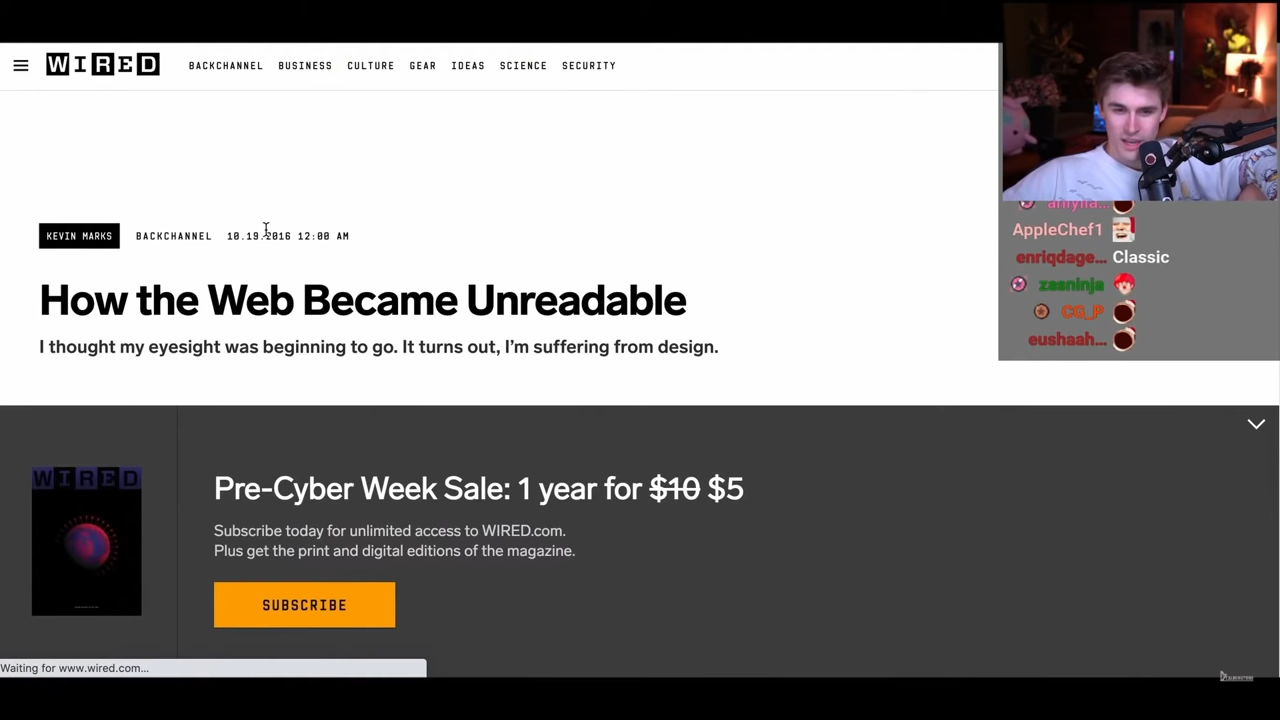 WIRED
BACKCHANNEL BUSINESS CULTURE GEAR IDEAS SCIENCE SECURITY
AppleChef1
enriqdage... Classic
zasninja
CG_P
eushaah...
KEVIN MARKS BACKCHANNEL 10.19.2016 12:00 AM
How the Web Became Unreadable
I thought my eyesight was beginning to go. It turns out, I'm suffering from design.
WIRED
Pre-Cyber Week Sale: 1 year for $10 $5
Subscribe today for unlimited access to WIRED.com.
Plus get the print and digital editions of the magazine.
SUBSCRIBE
Waiting for www.wired.com...